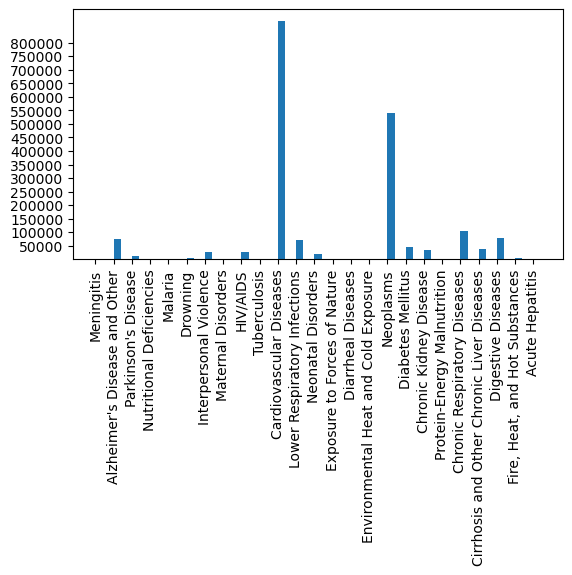 800000
750000
700000
650000
600000
550000
500000
450000
400000
350000
300000
250000
200000
150000
100000
50000
Meningitis
Alzheimer's Disease and Other
Parkinson's Disease
Nutritional Deficiencies
Malaria
Drowning
Interpersonal Violence
Maternal Disorders
HIV/AIDS
Tuberculosis
Cardiovascular Diseases
Lower Respiratory Infections
Neonatal Disorders
Exposure to Forces of Nature
Diarrheal Diseases
Environmental Heat and Cold Exposure
Neoplasms
Diabetes Mellitus
Chronic Kidney Disease
Protein-Energy Malnutrition
Chronic Respiratory Diseases
Cirrhosis and Other Chronic Liver Diseases
Digestive Diseases
Fire, Heat, and Hot Substances
Acute Hepatitis